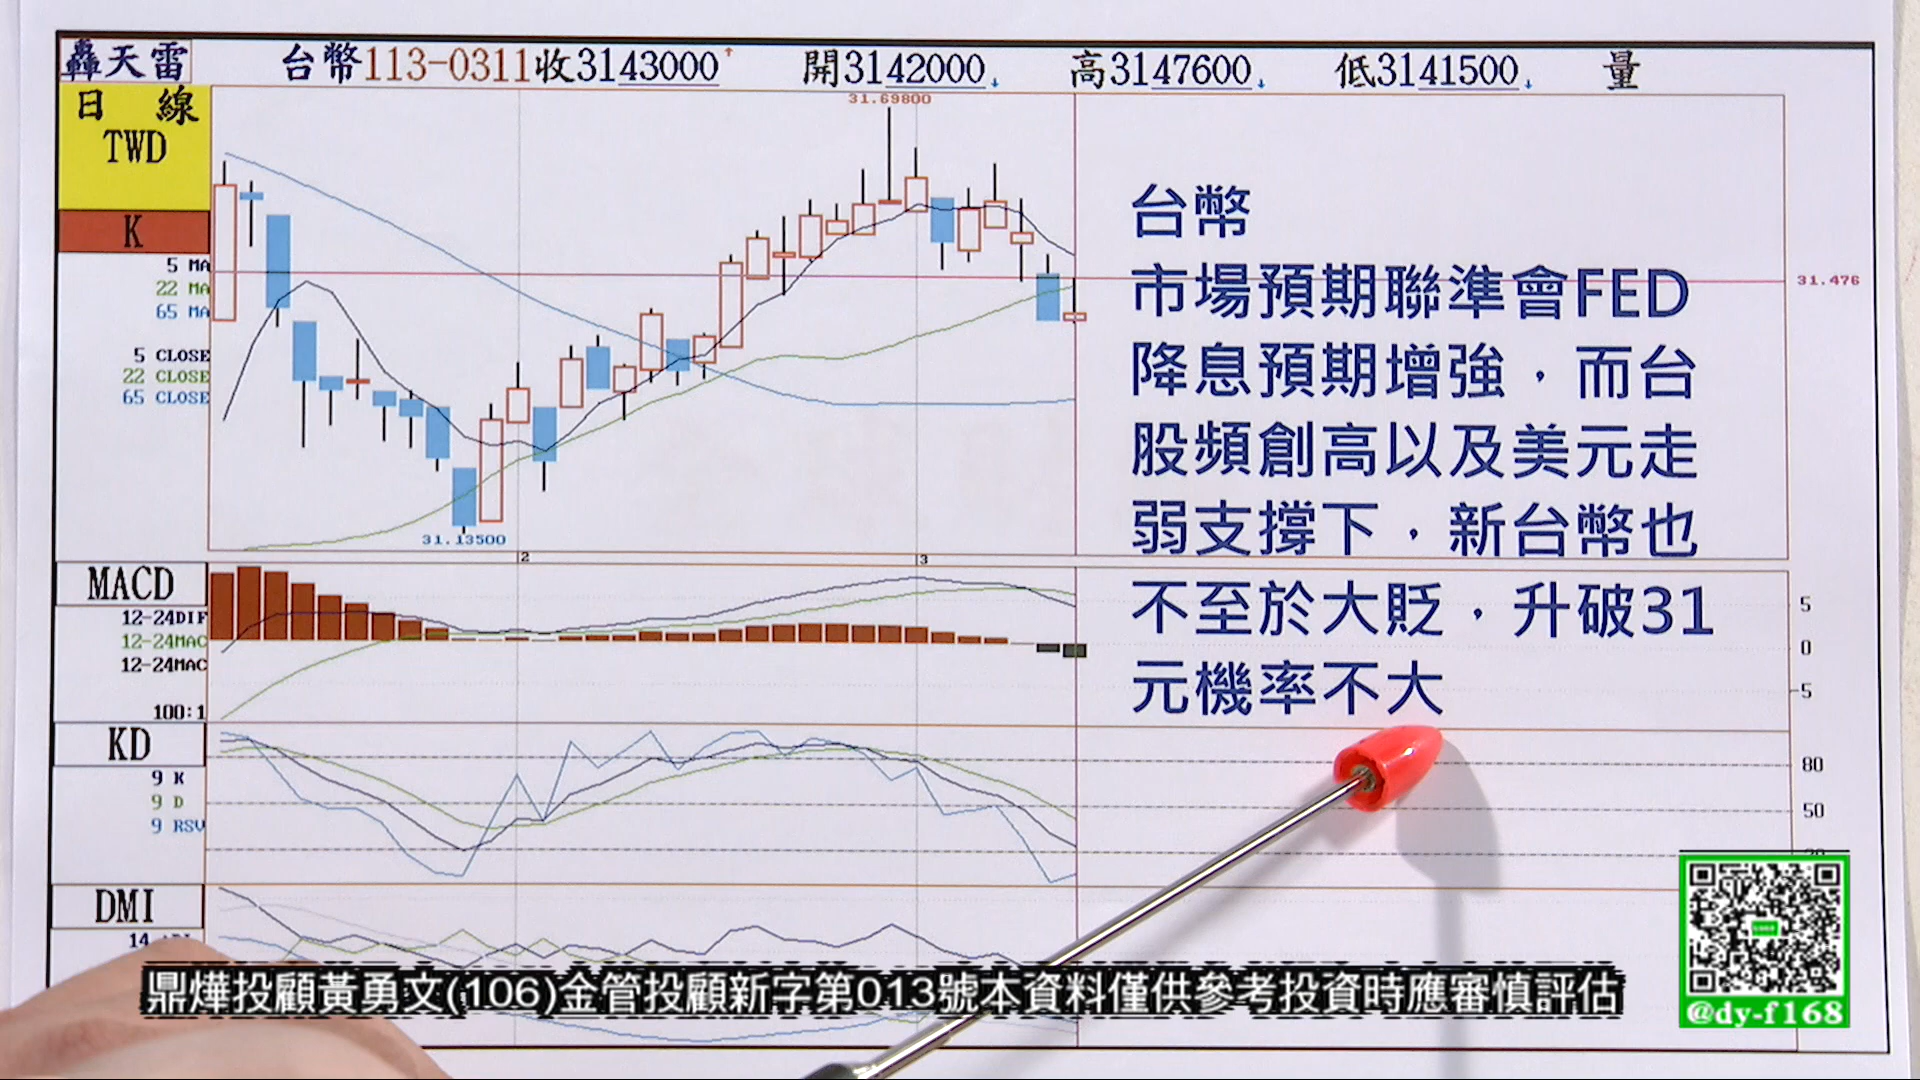 轟天雷 台幣113-0311收3143000↑ 開3142000↓ 高3147600↓ 低3141500↓ 量
日 線
TWD
K
5 MA
22 MA
65 MA
5 CLOSE
22 CLOSE
65 CLOSE
31.69800
31.476
31.13500
2
3
台幣
市場預期聯準會FED
降息預期增強，而台
股頻創高以及美元走
弱支撐下，新台幣也
不至於大貶，升破31
元機率不大
MACD
12-24DIF
12-24MAC
12-24MAC
100:1
5
0
-5
KD
9 K
9 D
9 RSV
80
50
20
DMI
14
鼎燁投顧黃勇文(106)金管投顧新字第013號本資料僅供參考投資時應審慎評估
@dy-f168